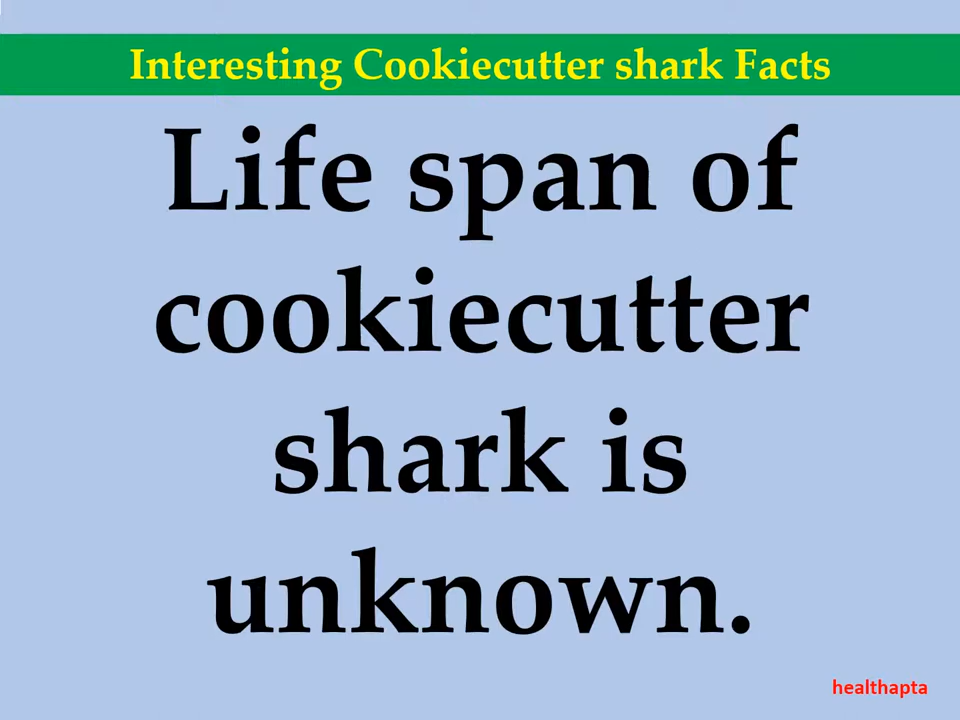 Interesting Cookiecutter shark Facts
Life span of
cookiecutter
shark is
unknown.
healthapta